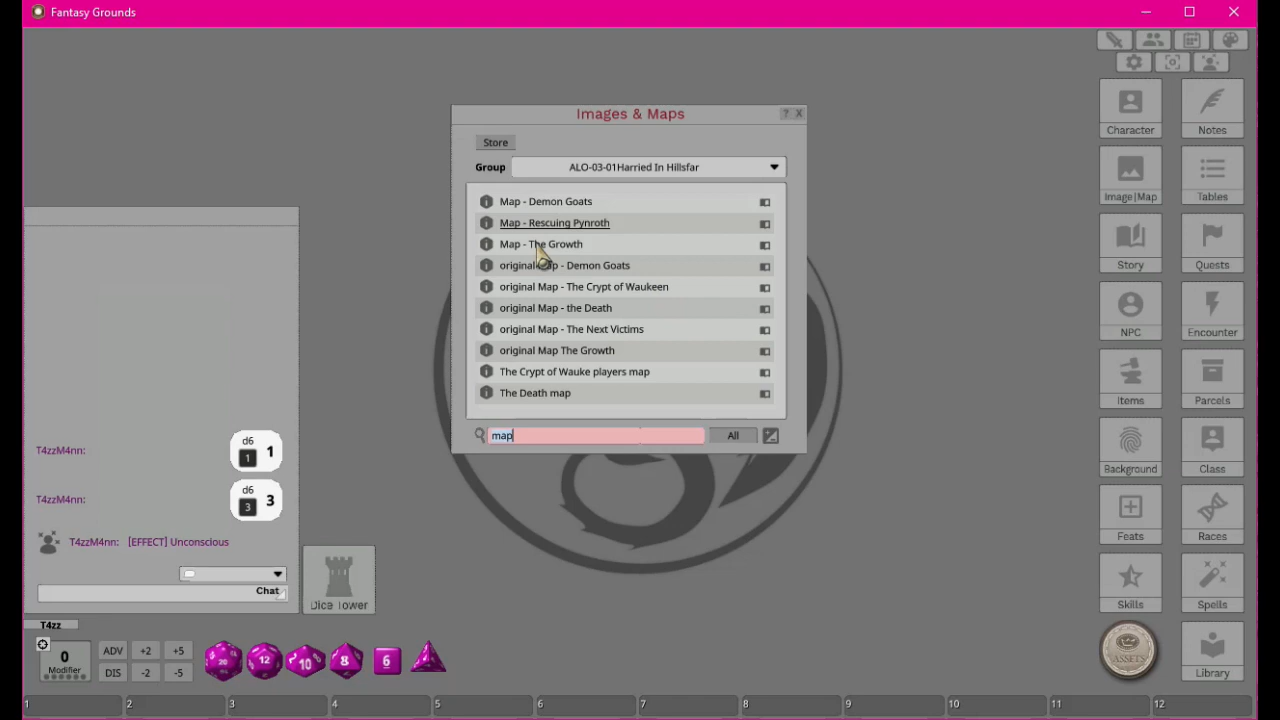 Fantasy Grounds
Images & Maps
? X
Store
Group ALO-03-01Harried In Hillsfar
Map - Demon Goats
Map - Rescuing Pynroth
Map - The Growth
original Map - Demon Goats
original Map - The Crypt of Waukeen
original Map - the Death
original Map - The Next Victims
original Map The Growth
The Crypt of Wauke players map
The Death map
map
All
Character
Notes
Image|Map
Tables
Story
Quests
NPC
Encounter
Items
Parcels
Background
Class
Feats
Races
Skills
Spells
ASSETS
Library
T4zzM4nn:
d6
1 1
T4zzM4nn:
d6
3 3
T4zzM4nn: [EFFECT] Unconscious
Chat
Dice Tower
T4zz
0
Modifier
ADV +2 +5
DIS -2 -5
20 12 10 8 6
1 2 3 4 5 6 7 8 9 10 11 12